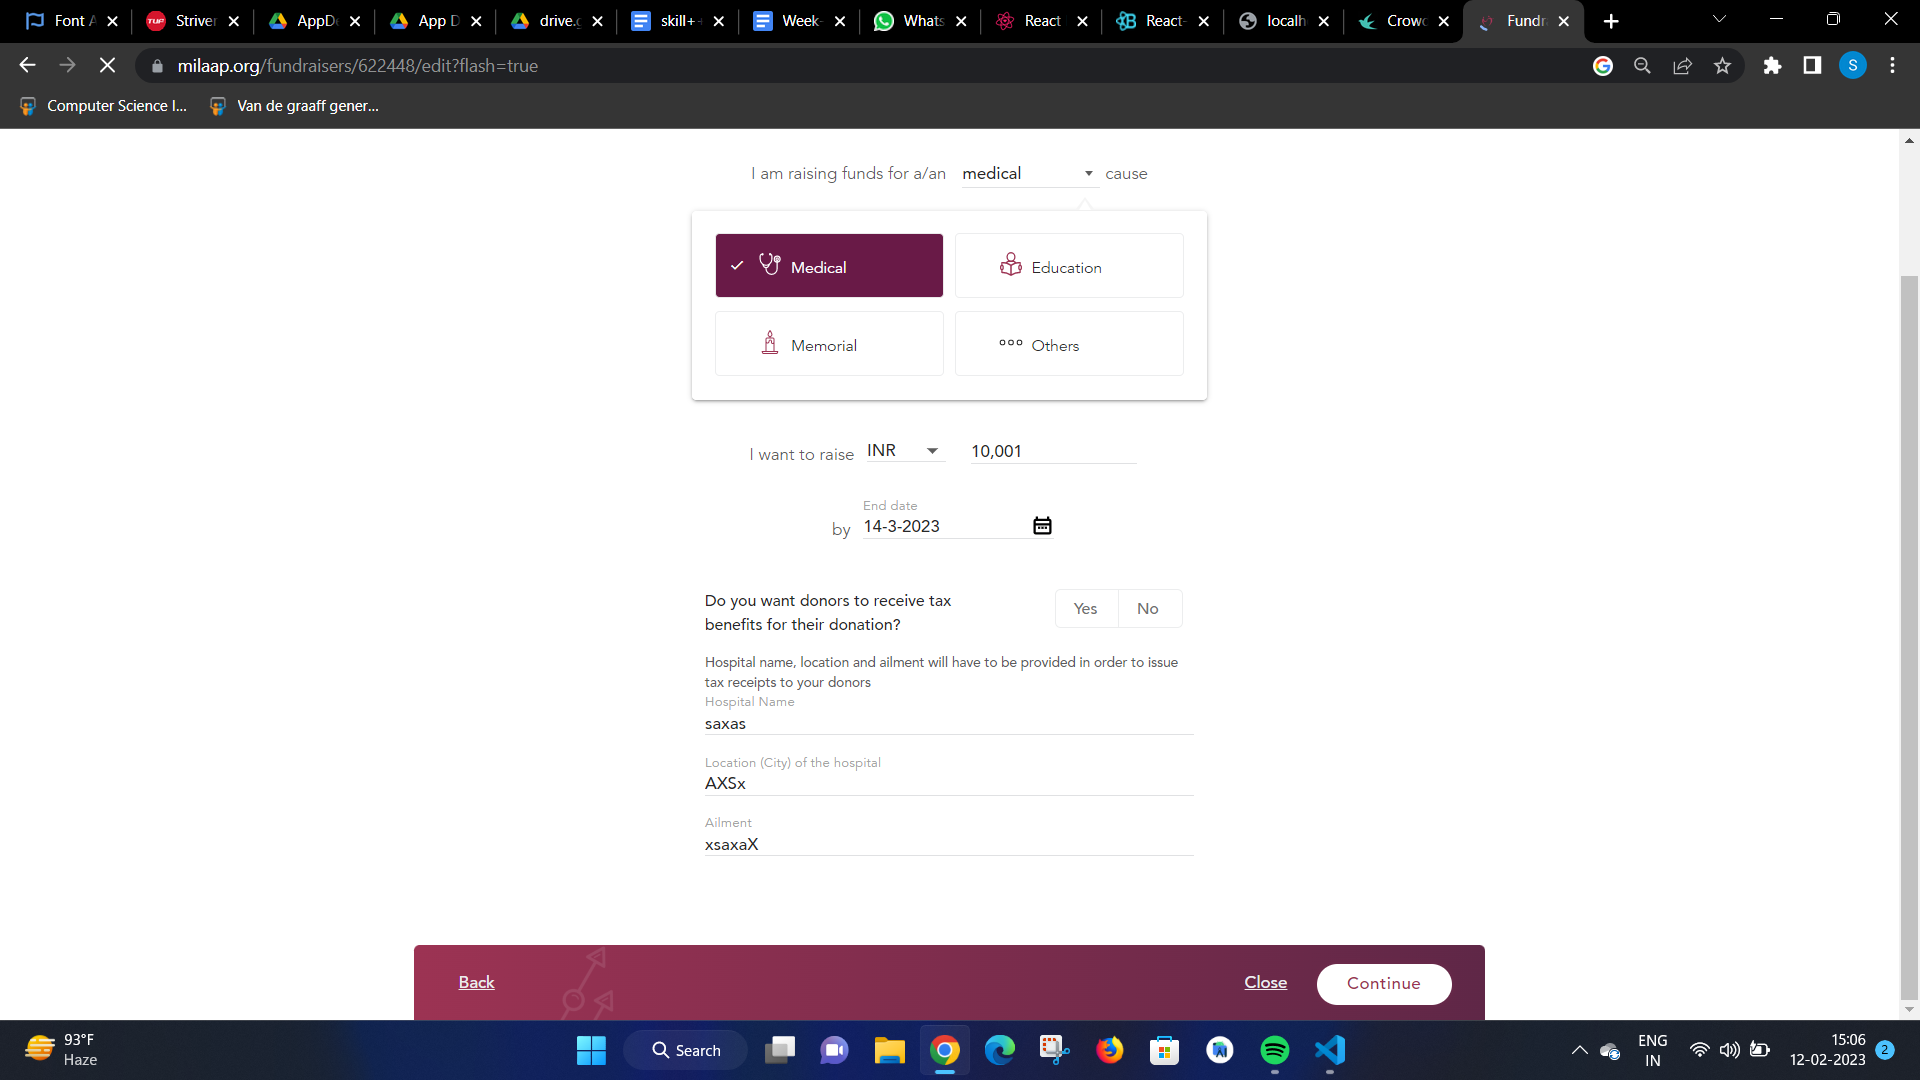 Font A
Striver
AppDe
App D
drive.g
skill++
Week-
Whats
React
React-
localh
Crowd
Fundra
milaap.org/fundraisers/622448/edit?flash=true
S
Computer Science I...
Van de graaff gener...
I am raising funds for a/an medical cause
Medical
Education
Memorial
Others
I want to raise INR 10,001
End date
by 14-3-2023
Do you want donors to receive tax
benefits for their donation?
Yes No
Hospital name, location and ailment will have to be provided in order to issue
tax receipts to your donors
Hospital Name
saxas
Location (City) of the hospital
AXSx
Ailment
xsaxaX
Back
Close
Continue
93°F
Haze
Search
ENG
IN
15:06
12-02-2023
2